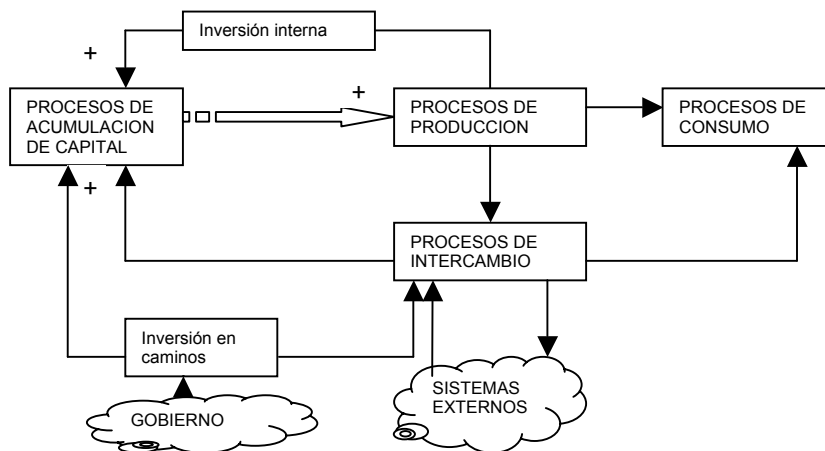 Inversión interna
+
+
PROCESOS DE
ACUMULACION
DE CAPITAL
PROCESOS DE
PRODUCCION
PROCESOS DE
CONSUMO
+
PROCESOS DE
INTERCAMBIO
Inversión en
caminos
SISTEMAS
EXTERNOS
GOBIERNO